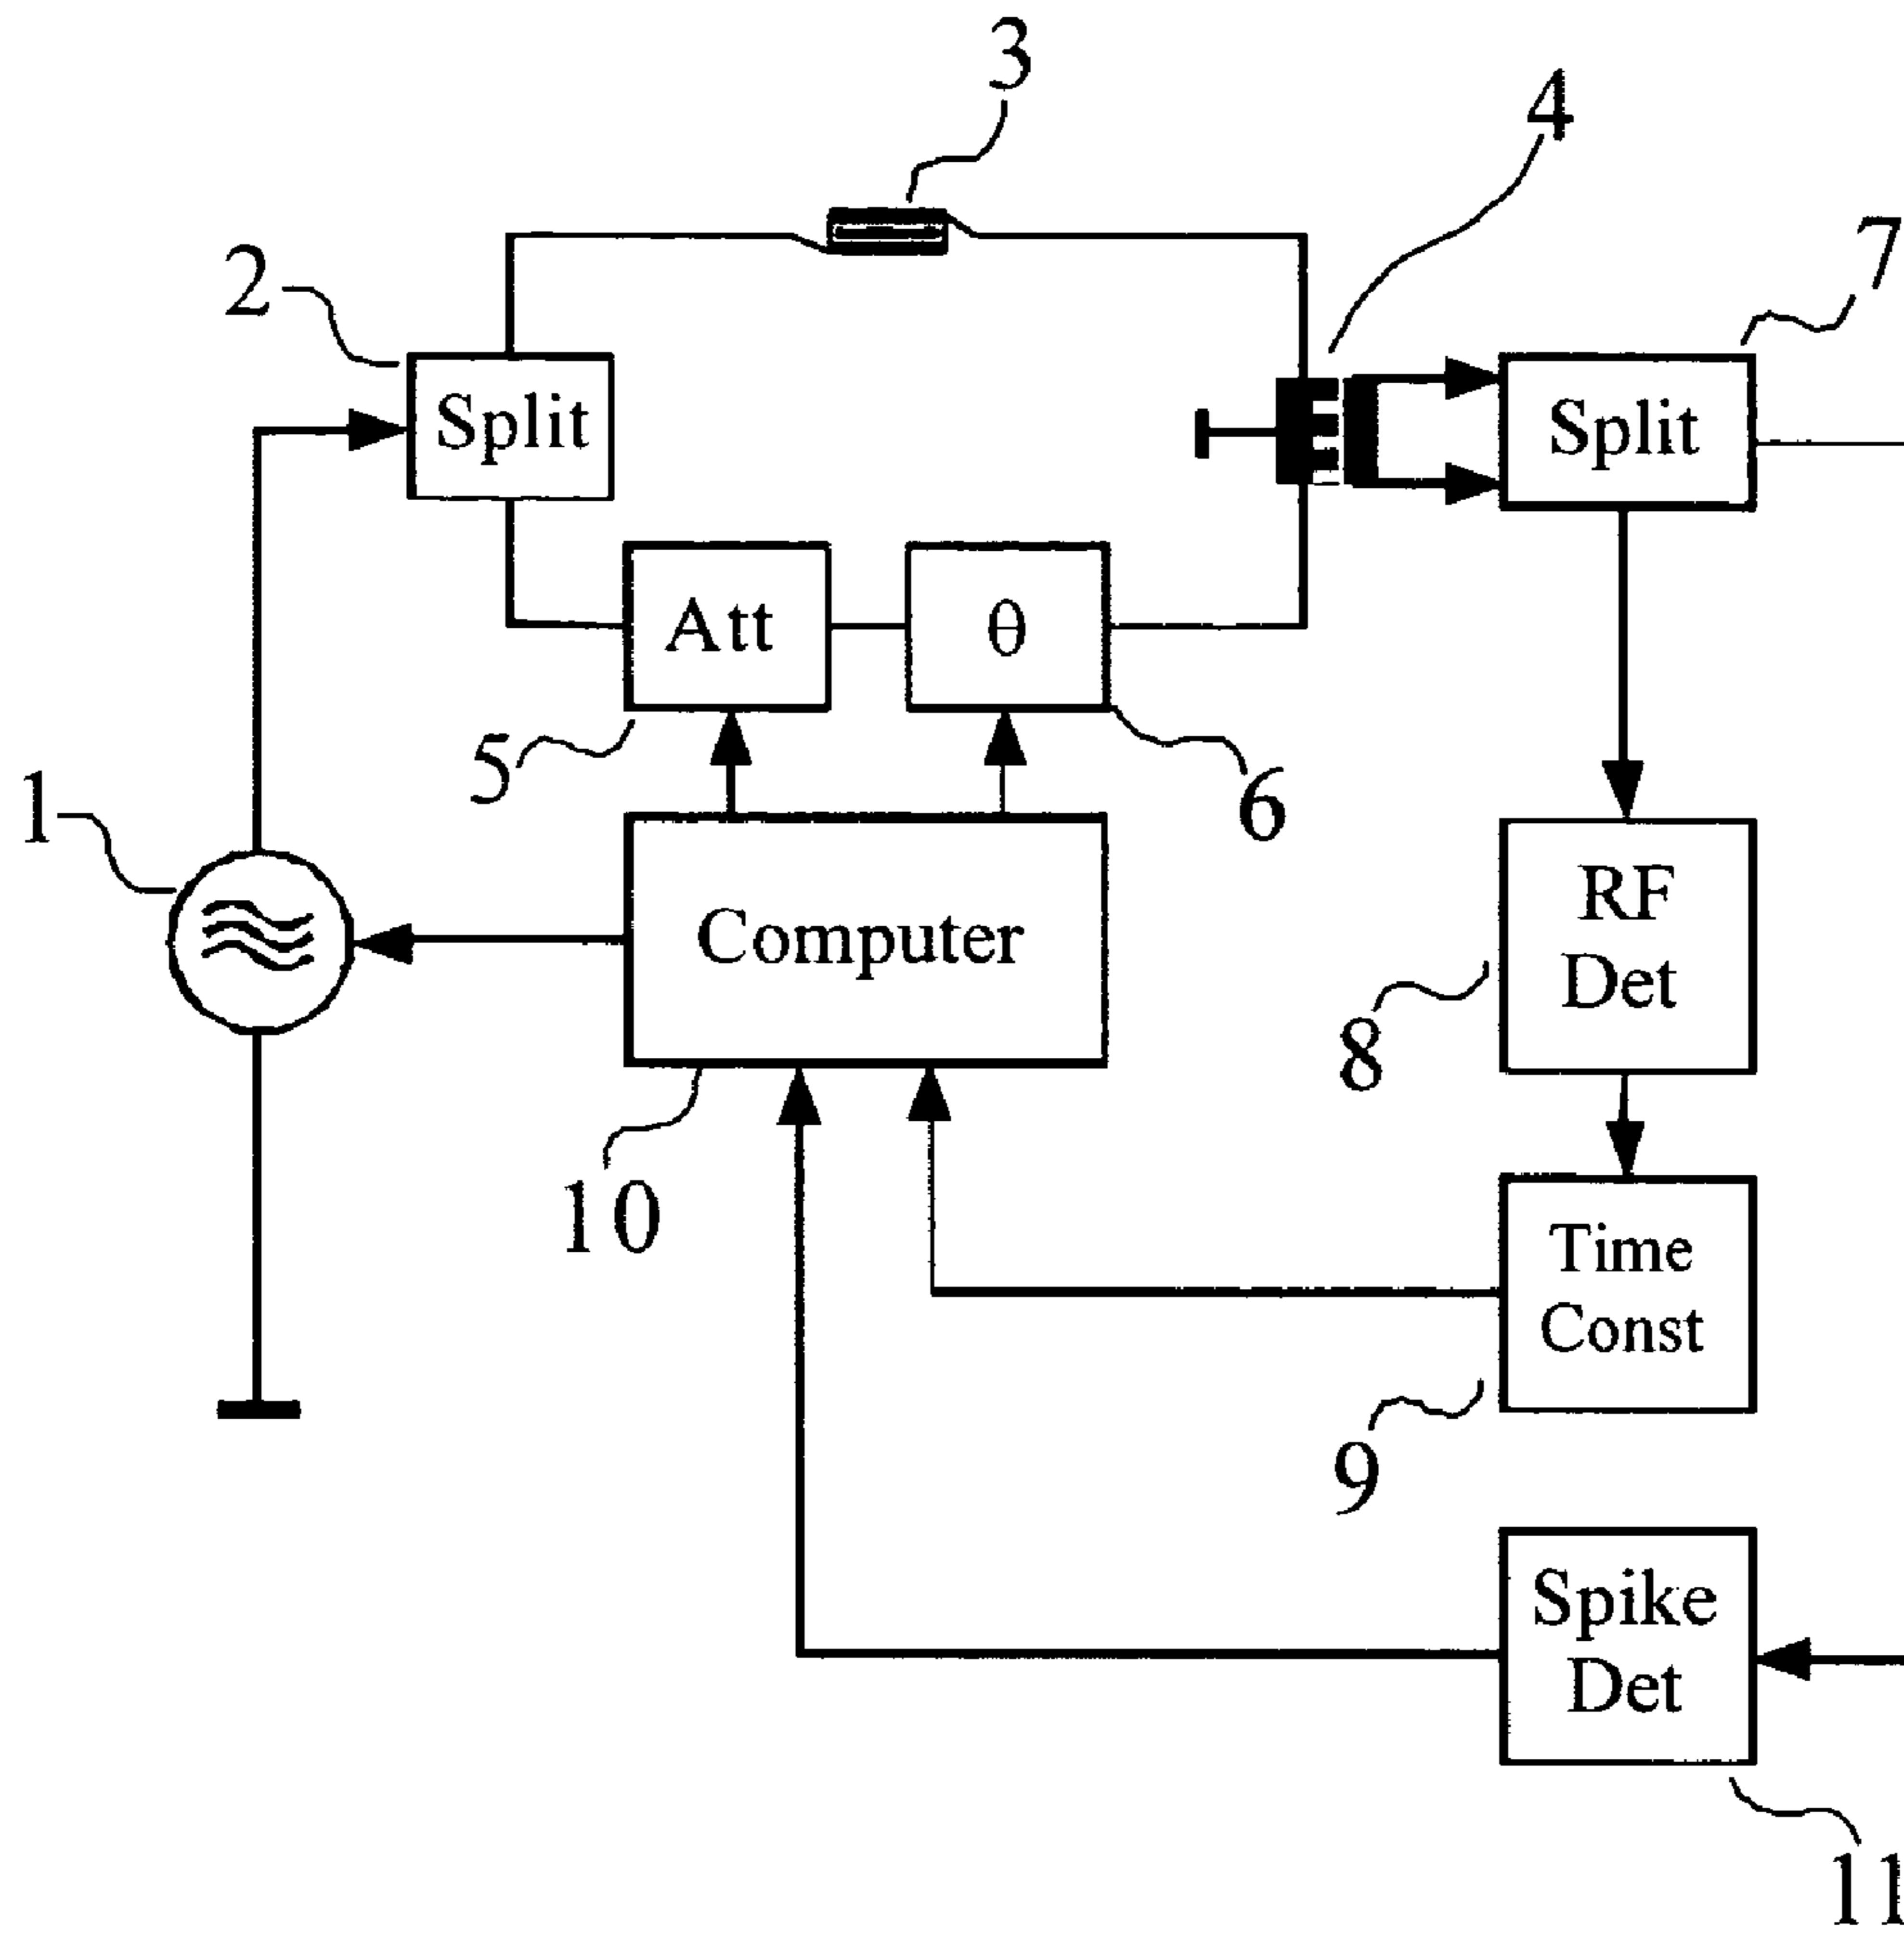 3
4
7
2
Split
Split
Att
θ
5
6
1
Computer
RF
Det
8
10
Time
Const
9
Spike
Det
11